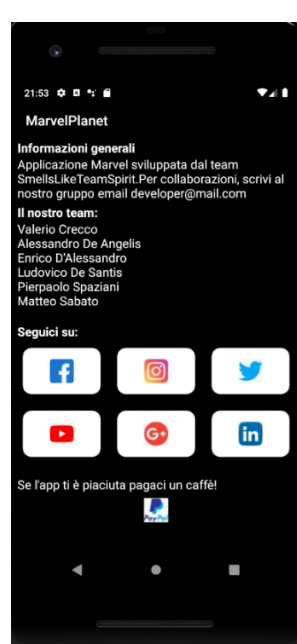 21:53
MarvelPlanet
Informazioni generali
Applicazione Marvel sviluppata dal team
SmellsLikeTeamSpirit.Per collaborazioni, scrivi al
nostro gruppo email developer@mail.com
Il nostro team:
Valerio Crecco
Alessandro De Angelis
Enrico D'Alessandro
Ludovico De Santis
Pierpaolo Spaziani
Matteo Sabato
Seguici su:
f
G+
in
Se l'app ti è piaciuta pagaci un caffè!
PayPal